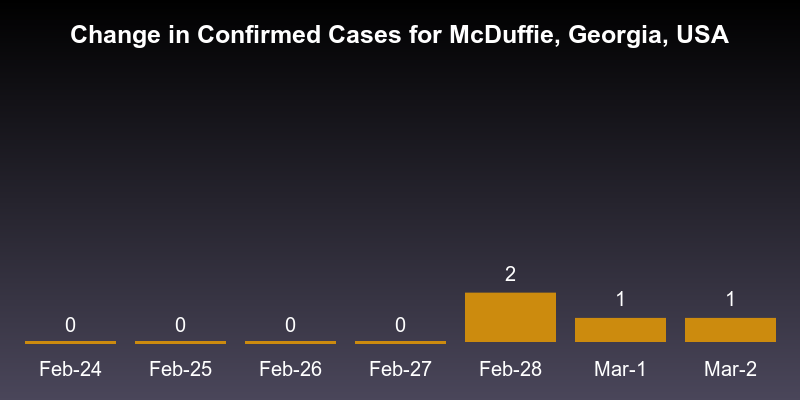 Change in Confirmed Cases for McDuffie, Georgia, USA
0 0 0 0 2 1 1
Feb-24 Feb-25 Feb-26 Feb-27 Feb-28 Mar-1 Mar-2